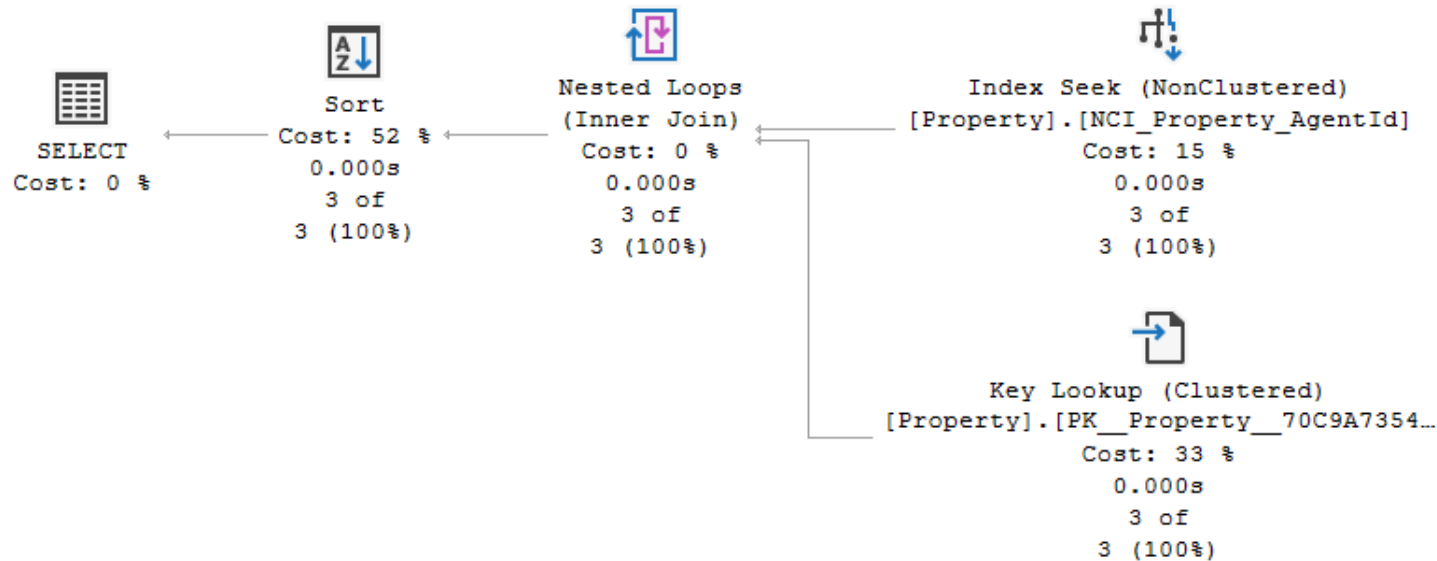 SELECT
Cost: 0 %
A
Z
Sort
Cost: 52 %
0.000s
3 of
3 (100%)
Nested Loops
(Inner Join)
Cost: 0 %
0.000s
3 of
3 (100%)
Index Seek (NonClustered)
[Property].[NCI_Property_AgentId]
Cost: 15 %
0.000s
3 of
3 (100%)
Key Lookup (Clustered)
[Property].[PK__Property__70C9A7354…
Cost: 33 %
0.000s
3 of
3 (100%)